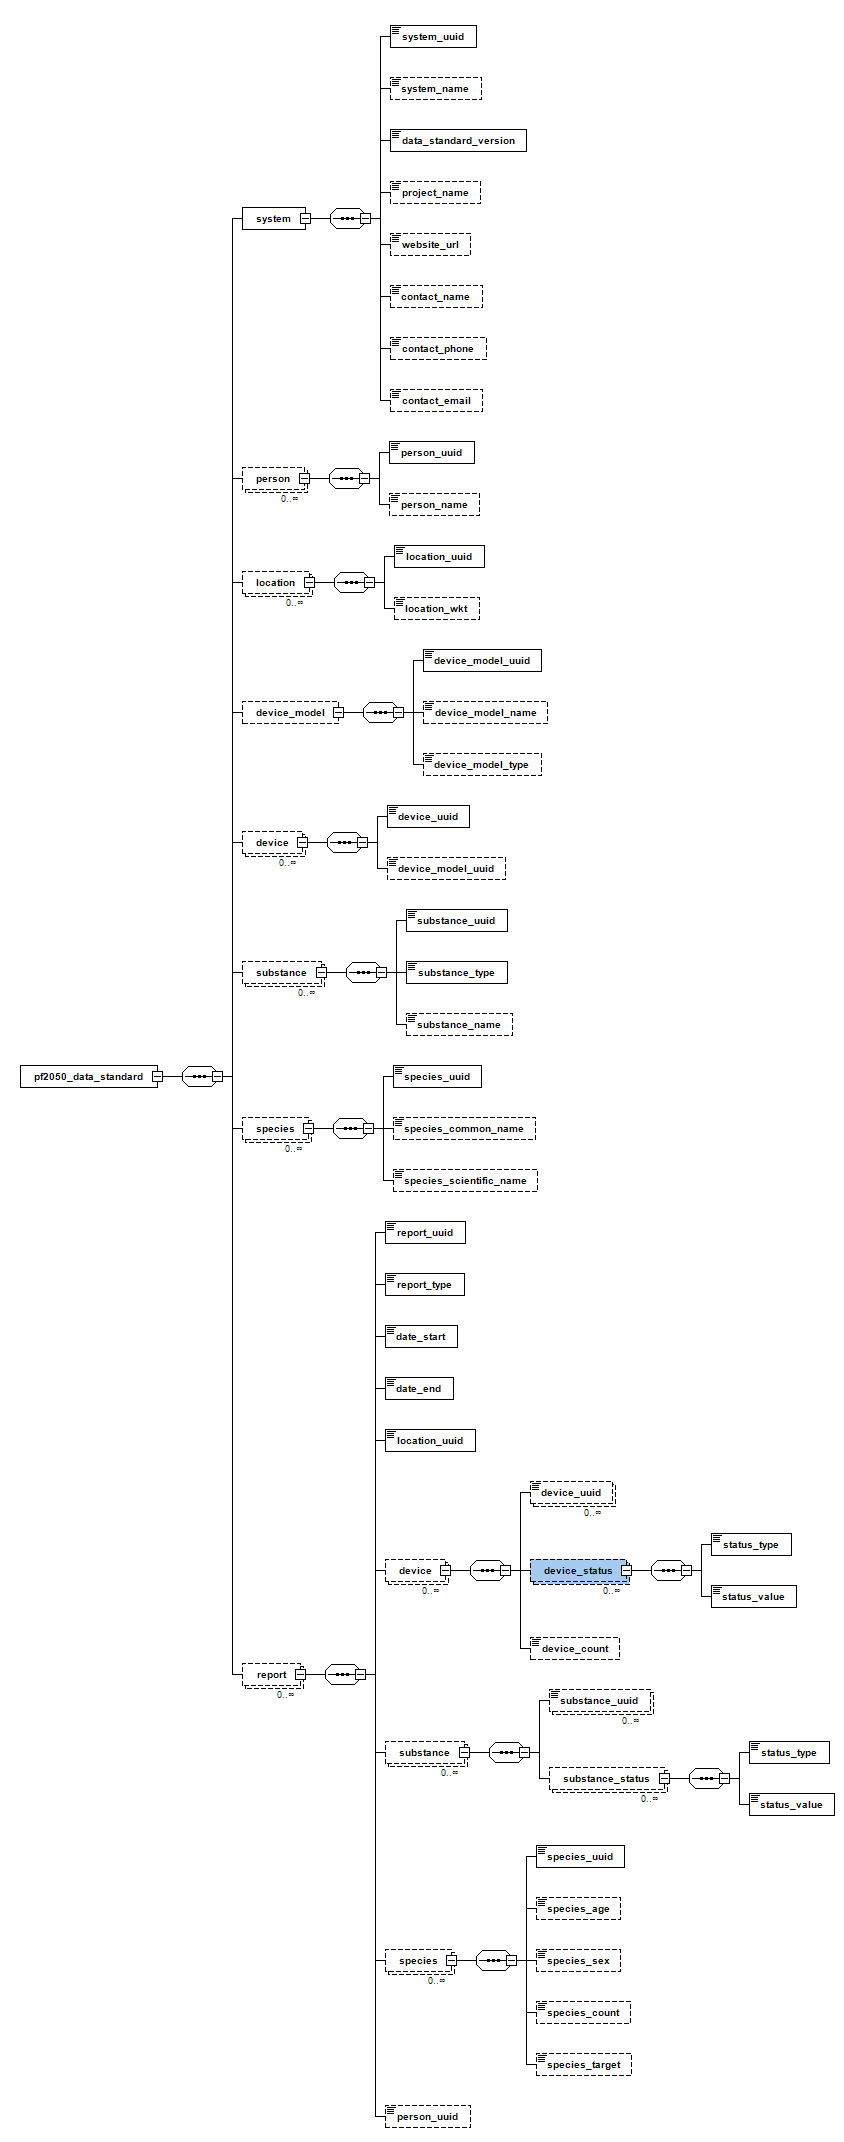 system_uuid
system_name
data_standard_version
project_name
system
website_url
contact_name
contact_phone
contact_email
person_uuid
person
0..∞
person_name
location_uuid
location
0..∞
location_wkt
device_model_uuid
device_model
device_model_name
device_model_type
device_uuid
device
0..∞
device_model_uuid
substance_uuid
substance
0..∞
substance_type
substance_name
pf2050_data_standard
species_uuid
species
0..∞
species_common_name
species_scientific_name
report_uuid
report_type
date_start
date_end
location_uuid
device_uuid
0..∞
device
0..∞
device_status
0..∞
status_type
status_value
device_count
report
0..∞
substance_uuid
0..∞
substance
0..∞
substance_status
0..∞
status_type
status_value
species_uuid
species_age
species
0..∞
species_sex
species_count
species_target
person_uuid